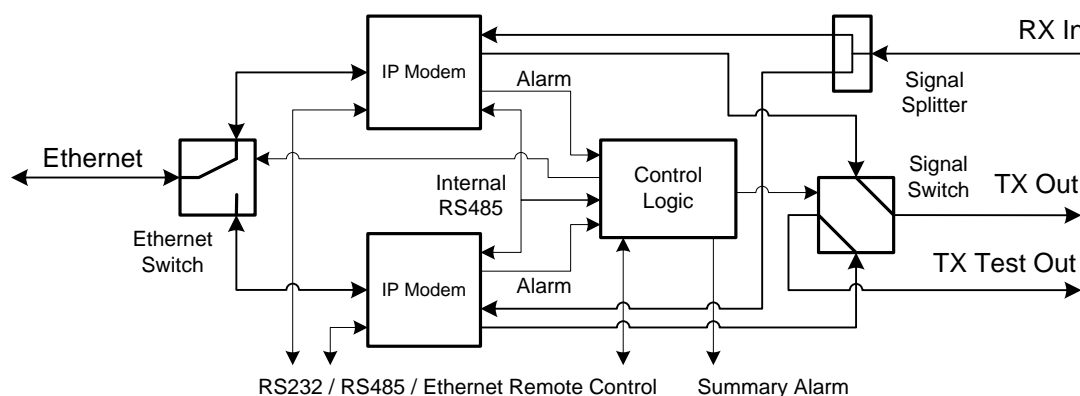 RX In
IP Modem
Alarm
Signal
Splitter
Ethernet
Control
Logic
Signal
Switch
TX Out
Internal
RS485
Ethernet
Switch
TX Test Out
IP Modem
Alarm
RS232 / RS485 / Ethernet Remote Control
Summary Alarm